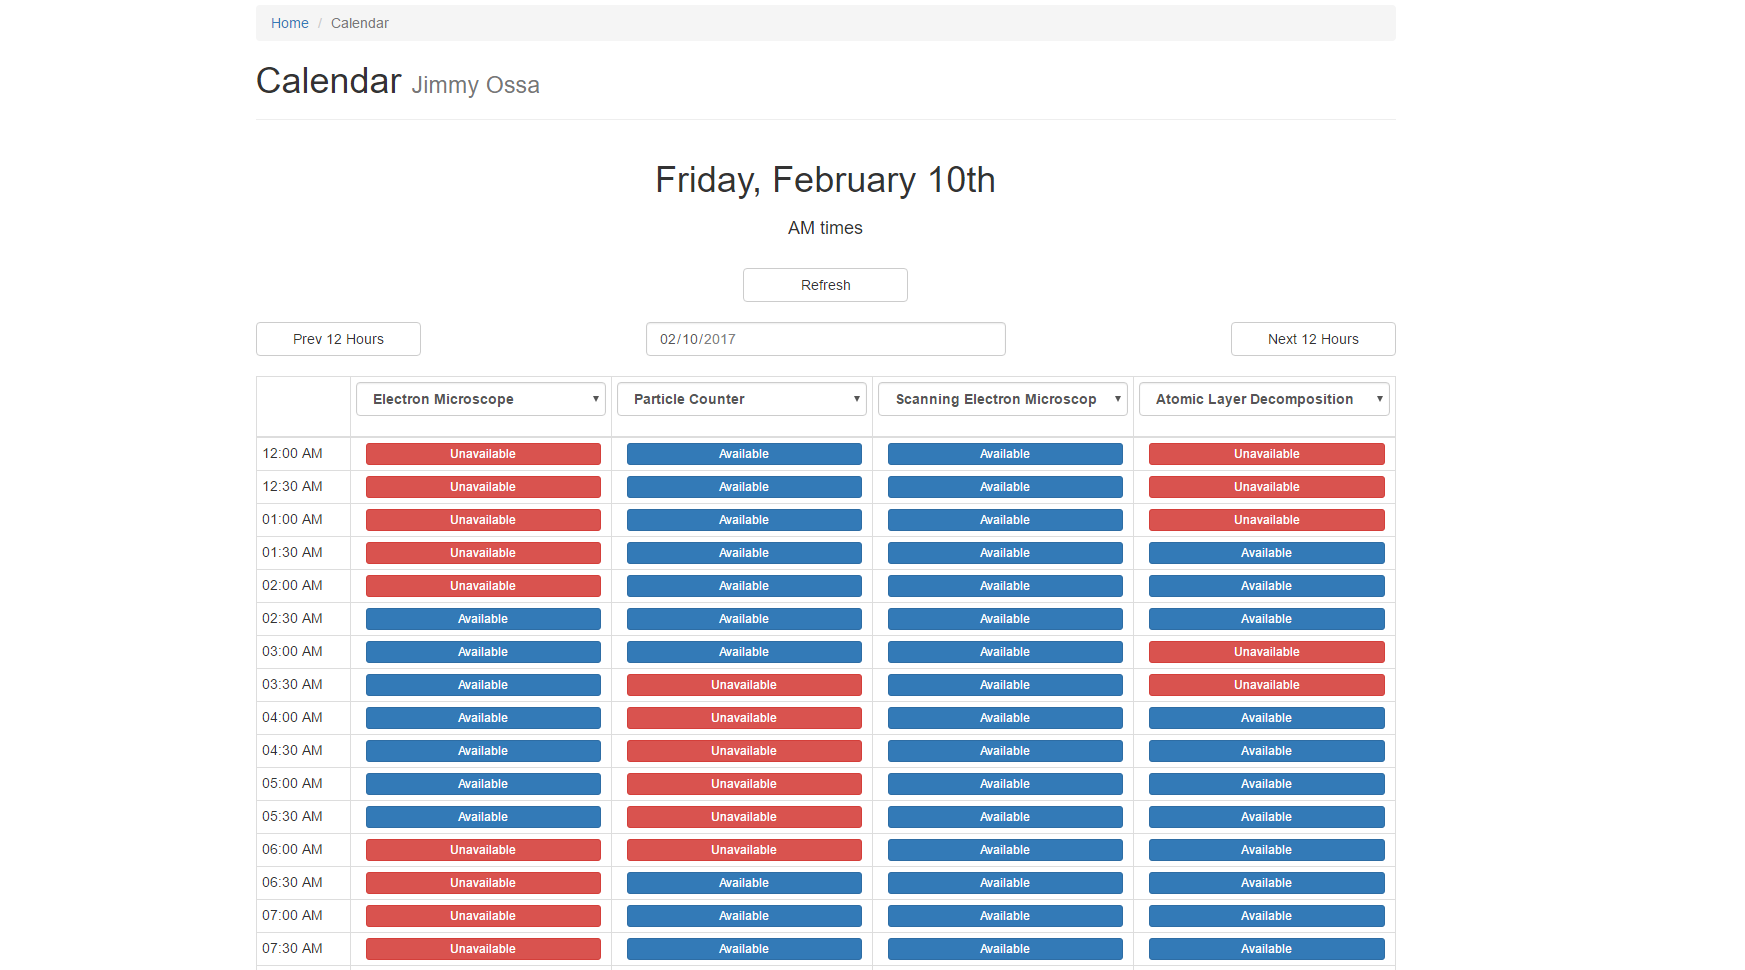 Home / Calendar
Calendar Jimmy Ossa
Friday, February 10th
AM times
Refresh
Prev 12 Hours 02/10/2017 Next 12 Hours
Electron Microscope Particle Counter Scanning Electron Microscop Atomic Layer Decomposition
12:00 AM Unavailable Available Available Unavailable
12:30 AM Unavailable Available Available Unavailable
01:00 AM Unavailable Available Available Unavailable
01:30 AM Unavailable Available Available Available
02:00 AM Unavailable Available Available Available
02:30 AM Available Available Available Available
03:00 AM Available Available Available Unavailable
03:30 AM Available Unavailable Available Unavailable
04:00 AM Available Unavailable Available Available
04:30 AM Available Unavailable Available Available
05:00 AM Available Unavailable Available Available
05:30 AM Available Unavailable Available Available
06:00 AM Unavailable Unavailable Available Available
06:30 AM Unavailable Available Available Available
07:00 AM Unavailable Available Available Available
07:30 AM Unavailable Available Available Available